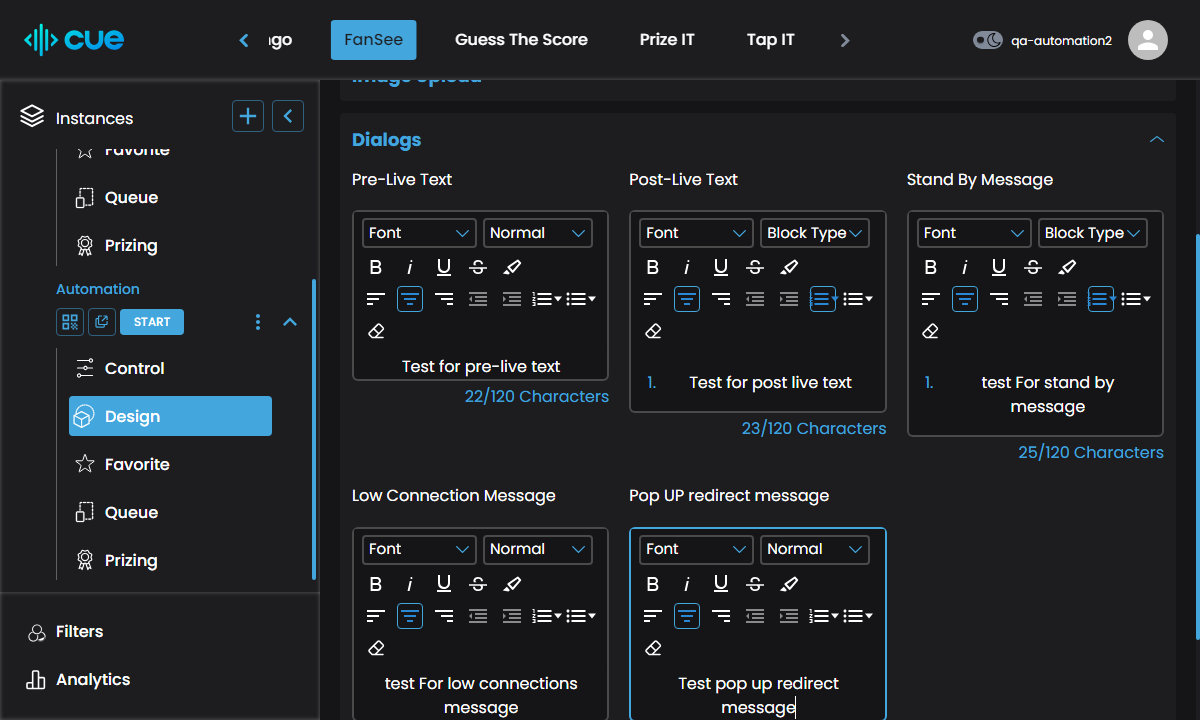 cue
FanSee
Guess The Score
Prize IT
Tap IT
qa-automation2
Instances
Favorite
Queue
Prizing
Automation
START
Control
Design
Favorite
Queue
Prizing
Filters
Analytics
Image Upload
Dialogs
Pre-Live Text
Font
Normal
Test for pre-live text
22/120 Characters
Post-Live Text
Font
Block Type
1. Test for post live text
23/120 Characters
Stand By Message
Font
Block Type
1. test For stand by
message
25/120 Characters
Low Connection Message
Font
Normal
test For low connections
message
Pop UP redirect message
Font
Normal
Test pop up redirect
message